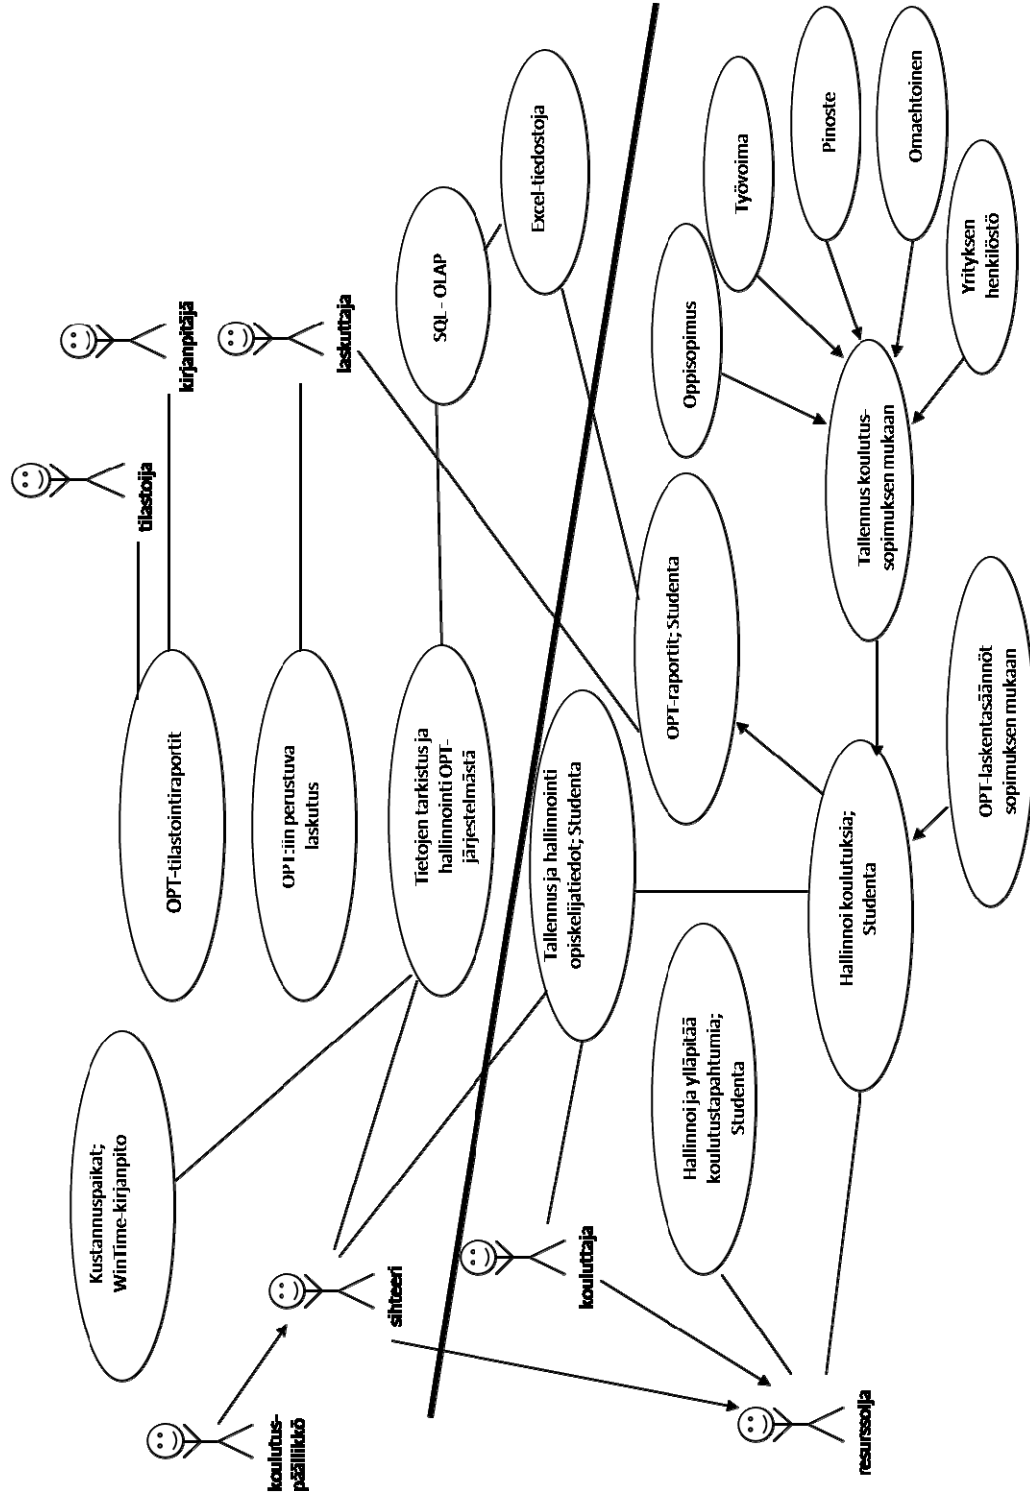 koulutus-
päällikkö
sihteeri
kouluttaja
resurssoija
Kustannuspaikat;
WinTime-kirjanpito
OPT-tilastointiraportit
OPT:iin perustuva
laskutus
Tietojen tarkistus ja
hallinnointi OPT-
järjestelmästä
Tallennus ja hallinnointi
opiskelijatiedot; Studenta
Hallinnoi ja ylläpitää
koulutustapahtumia;
Studenta
Hallinnoi koulutuksia;
Studenta
OPT-laskentasäännöt
sopimuksen mukaan
OPT-raportit; Studenta
tilastoija
kirjanpitäjä
laskuttaja
SQL - OLAP
Excel-tiedostoja
Tallennus koulutus-
sopimuksen mukaan
Oppisopimus
Työvoima
Pinoste
Omaehtoinen
Yrityksen
henkilöstö